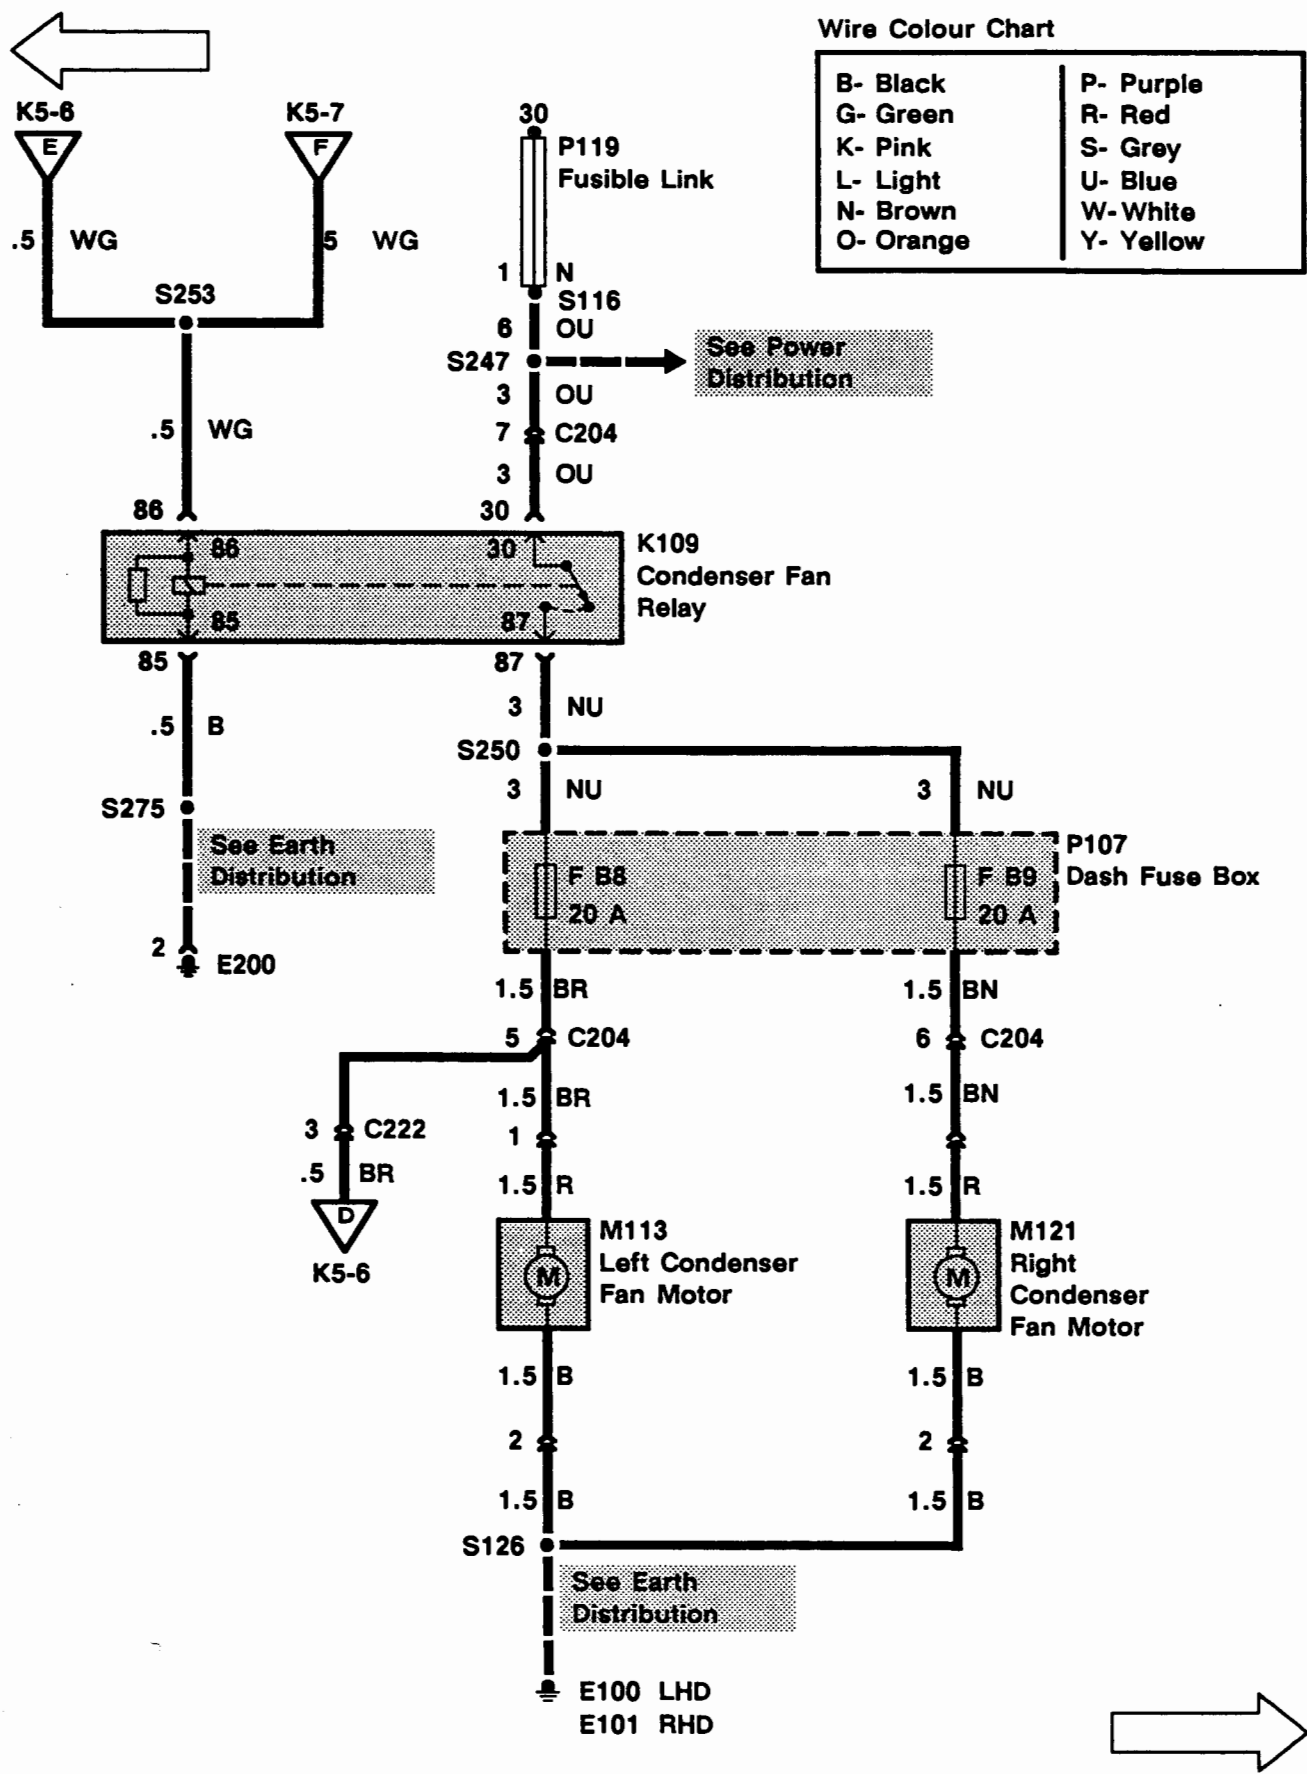 Wire Colour Chart
B- Black
G- Green
K- Pink
L- Light
N- Brown
O- Orange
P- Purple
R- Red
S- Grey
U- Blue
W- White
Y- Yellow
K5-6
E
K5-7
F
.5 WG
5 WG
S253
30
P119
Fusible Link
1 N
S116
6 OU
S247
See Power
Distribution
3 OU
7 C204
3 OU
.5 WG
86
30
86
30
K109
Condenser Fan
Relay
85
87
85
87
.5 B
3 NU
S250
3 NU
3 NU
S275
See Earth
Distribution
2 E200
P107
Dash Fuse Box
F B8
20 A
F B9
20 A
1.5 BR
1.5 BN
5 C204
6 C204
1.5 BR
1.5 BN
3 C222
1
.5 BR
1.5 R
1.5 R
D
K5-6
M113
Left Condenser
Fan Motor
M
M121
Right
Condenser
Fan Motor
M
1.5 B
1.5 B
2
2
1.5 B
1.5 B
S126
See Earth
Distribution
E100 LHD
E101 RHD